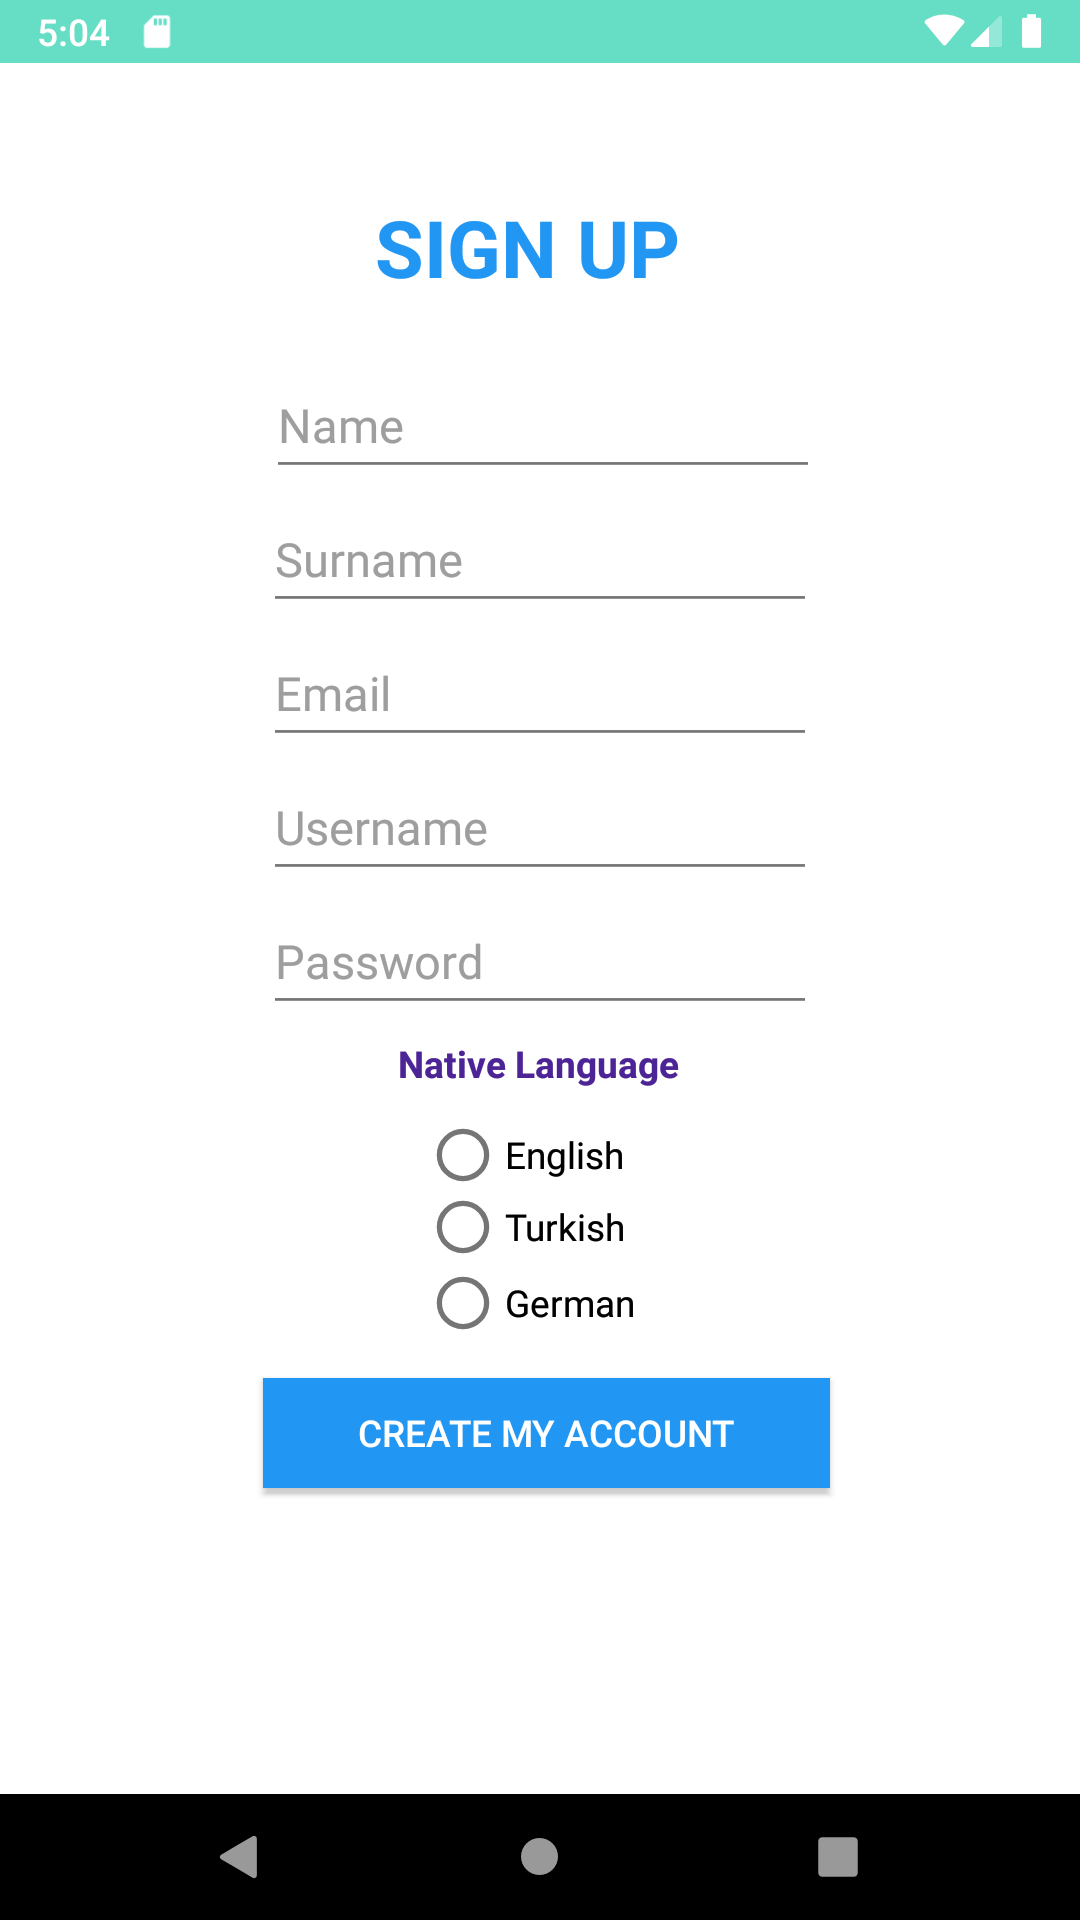 5:04
SIGN UP
Name
Surname
Email
Username
Password
Native Language
English
Turkish
German
CREATE MY ACCOUNT